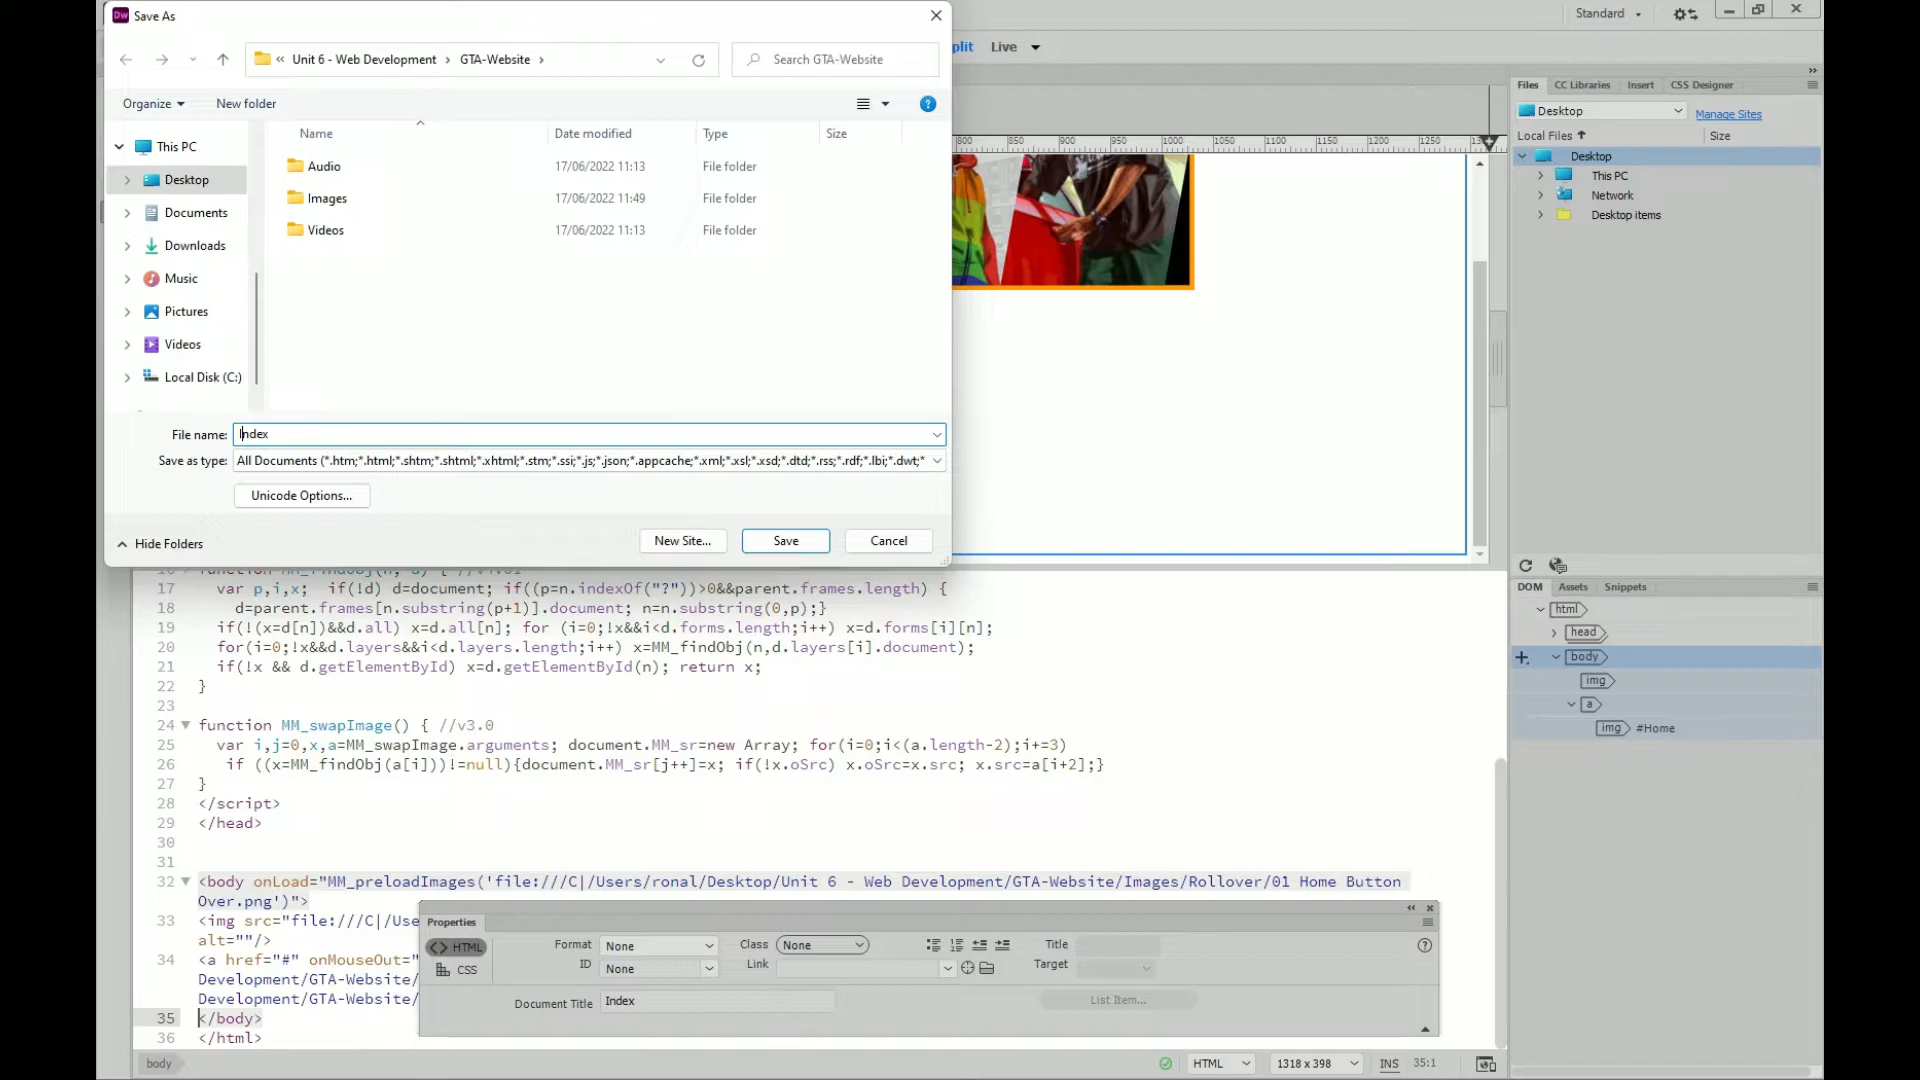 Dw Save As
« Unit 6 - Web Development › GTA-Website ›
Search GTA-Website
Organize
New folder
Name
Date modified
Type
Size
This PC
Desktop
Documents
Downloads
Music
Pictures
Videos
Local Disk (C:)
Audio 17/06/2022 11:13 File folder
Images 17/06/2022 11:49 File folder
Videos 17/06/2022 11:13 File folder
File name: Index
Save as type: All Documents (*.htm;*.html;*.shtm;*.shtml;*.xhtml;*.stm;*.ssi;*.js;*.json;*.appcache;*.xml;*.xsl;*.xsd;*.dtd;*.rss;*.rdf;*.lbi;*.dwt;*
Unicode Options...
Hide Folders
New Site...
Save
Cancel
Split Live
Standard
800 850 900 950 1000 1050 1100 1150 1200 1250
Files CC Libraries Insert CSS Designer
Desktop
Manage Sites
Local Files
Size
Desktop
This PC
Network
Desktop items
DOM Assets Snippets
html
head
body
img
a
img #Home
17 var p,i,x;  if(!d) d=document; if((p=n.indexOf("?"))>0&&parent.frames.length) {
18 d=parent.frames[n.substring(p+1)].document; n=n.substring(0,p);}
19 if(!(x=d[n])&&d.all) x=d.all[n]; for (i=0;!x&&i<d.forms.length;i++) x=d.forms[i][n];
20 for(i=0;!x&&d.layers&&i<d.layers.length;i++) x=MM_findObj(n,d.layers[i].document);
21 if(!x && d.getElementById) x=d.getElementById(n); return x;
22 }
23
24 function MM_swapImage() { //v3.0
25 var i,j=0,x,a=MM_swapImage.arguments; document.MM_sr=new Array; for(i=0;i<(a.length-2);i+=3)
26 if ((x=MM_findObj(a[i]))!=null){document.MM_sr[j++]=x; if(!x.oSrc) x.oSrc=x.src; x.src=a[i+2];}
27 }
28 </script>
29 </head>
30
31
32 <body onLoad="MM_preloadImages('file:///C|/Users/ronal/Desktop/Unit 6 - Web Development/GTA-Website/Images/Rollover/01 Home Button
Over.png')">
33 <img src="file:///C|/Use
alt=""/>
34 <a href="#" onMouseOut="
Development/GTA-Website/
Development/GTA-Website/
35 </body>
36 </html>
Properties
<> HTML
CSS
Format None
ID None
Class None
Link
Title
Target
Document Title Index
List Item...
body
HTML
1318 x 398
INS
35:1